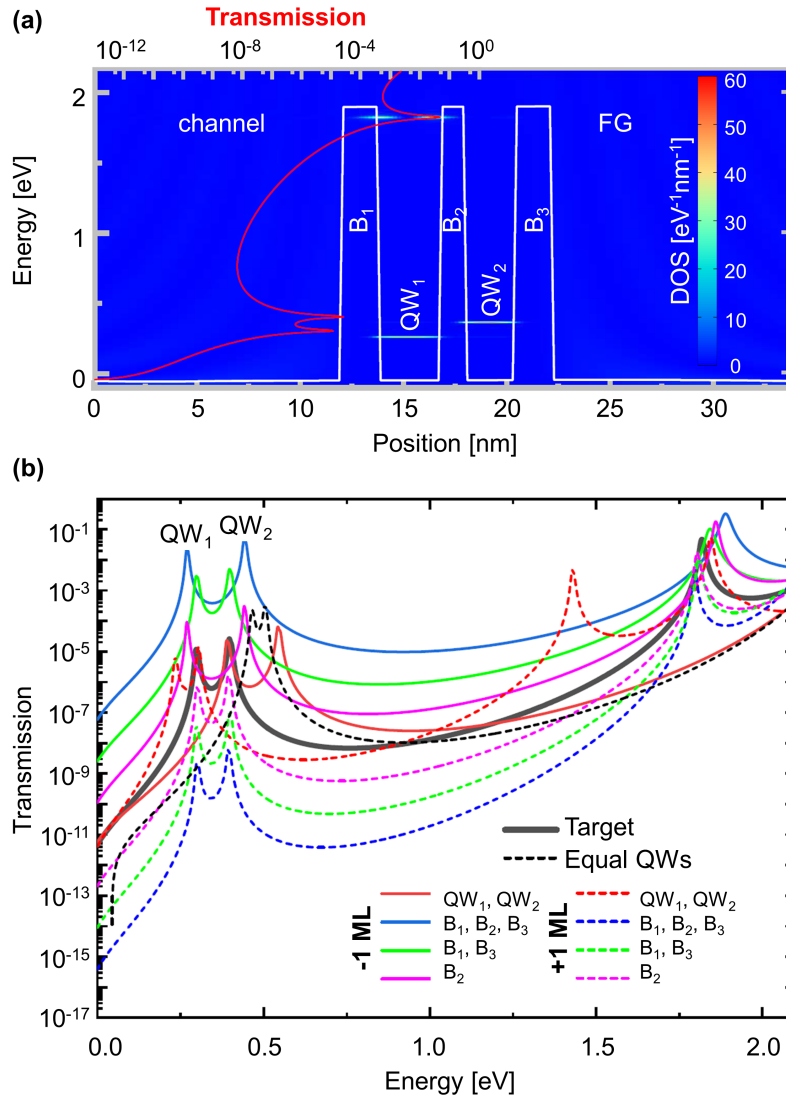 (a)
Transmission
10⁻¹² 10⁻⁸ 10⁻⁴ 10⁰
Energy [eV]
2
1
0
channel
FG
B₁
QW₁
B₂
QW₂
B₃
DOS [eV⁻¹nm⁻¹]
60
50
40
30
20
10
0
0 5 10 15 20 25 30
Position [nm]
(b)
Transmission
10⁻¹
10⁻³
10⁻⁵
10⁻⁷
10⁻⁹
10⁻¹¹
10⁻¹³
10⁻¹⁵
10⁻¹⁷
QW₁ QW₂
Target
Equal QWs
-1 ML
QW₁, QW₂
B₁, B₂, B₃
B₁, B₃
B₂
+1 ML
QW₁, QW₂
B₁, B₂, B₃
B₁, B₃
B₂
0.0 0.5 1.0 1.5 2.0
Energy [eV]